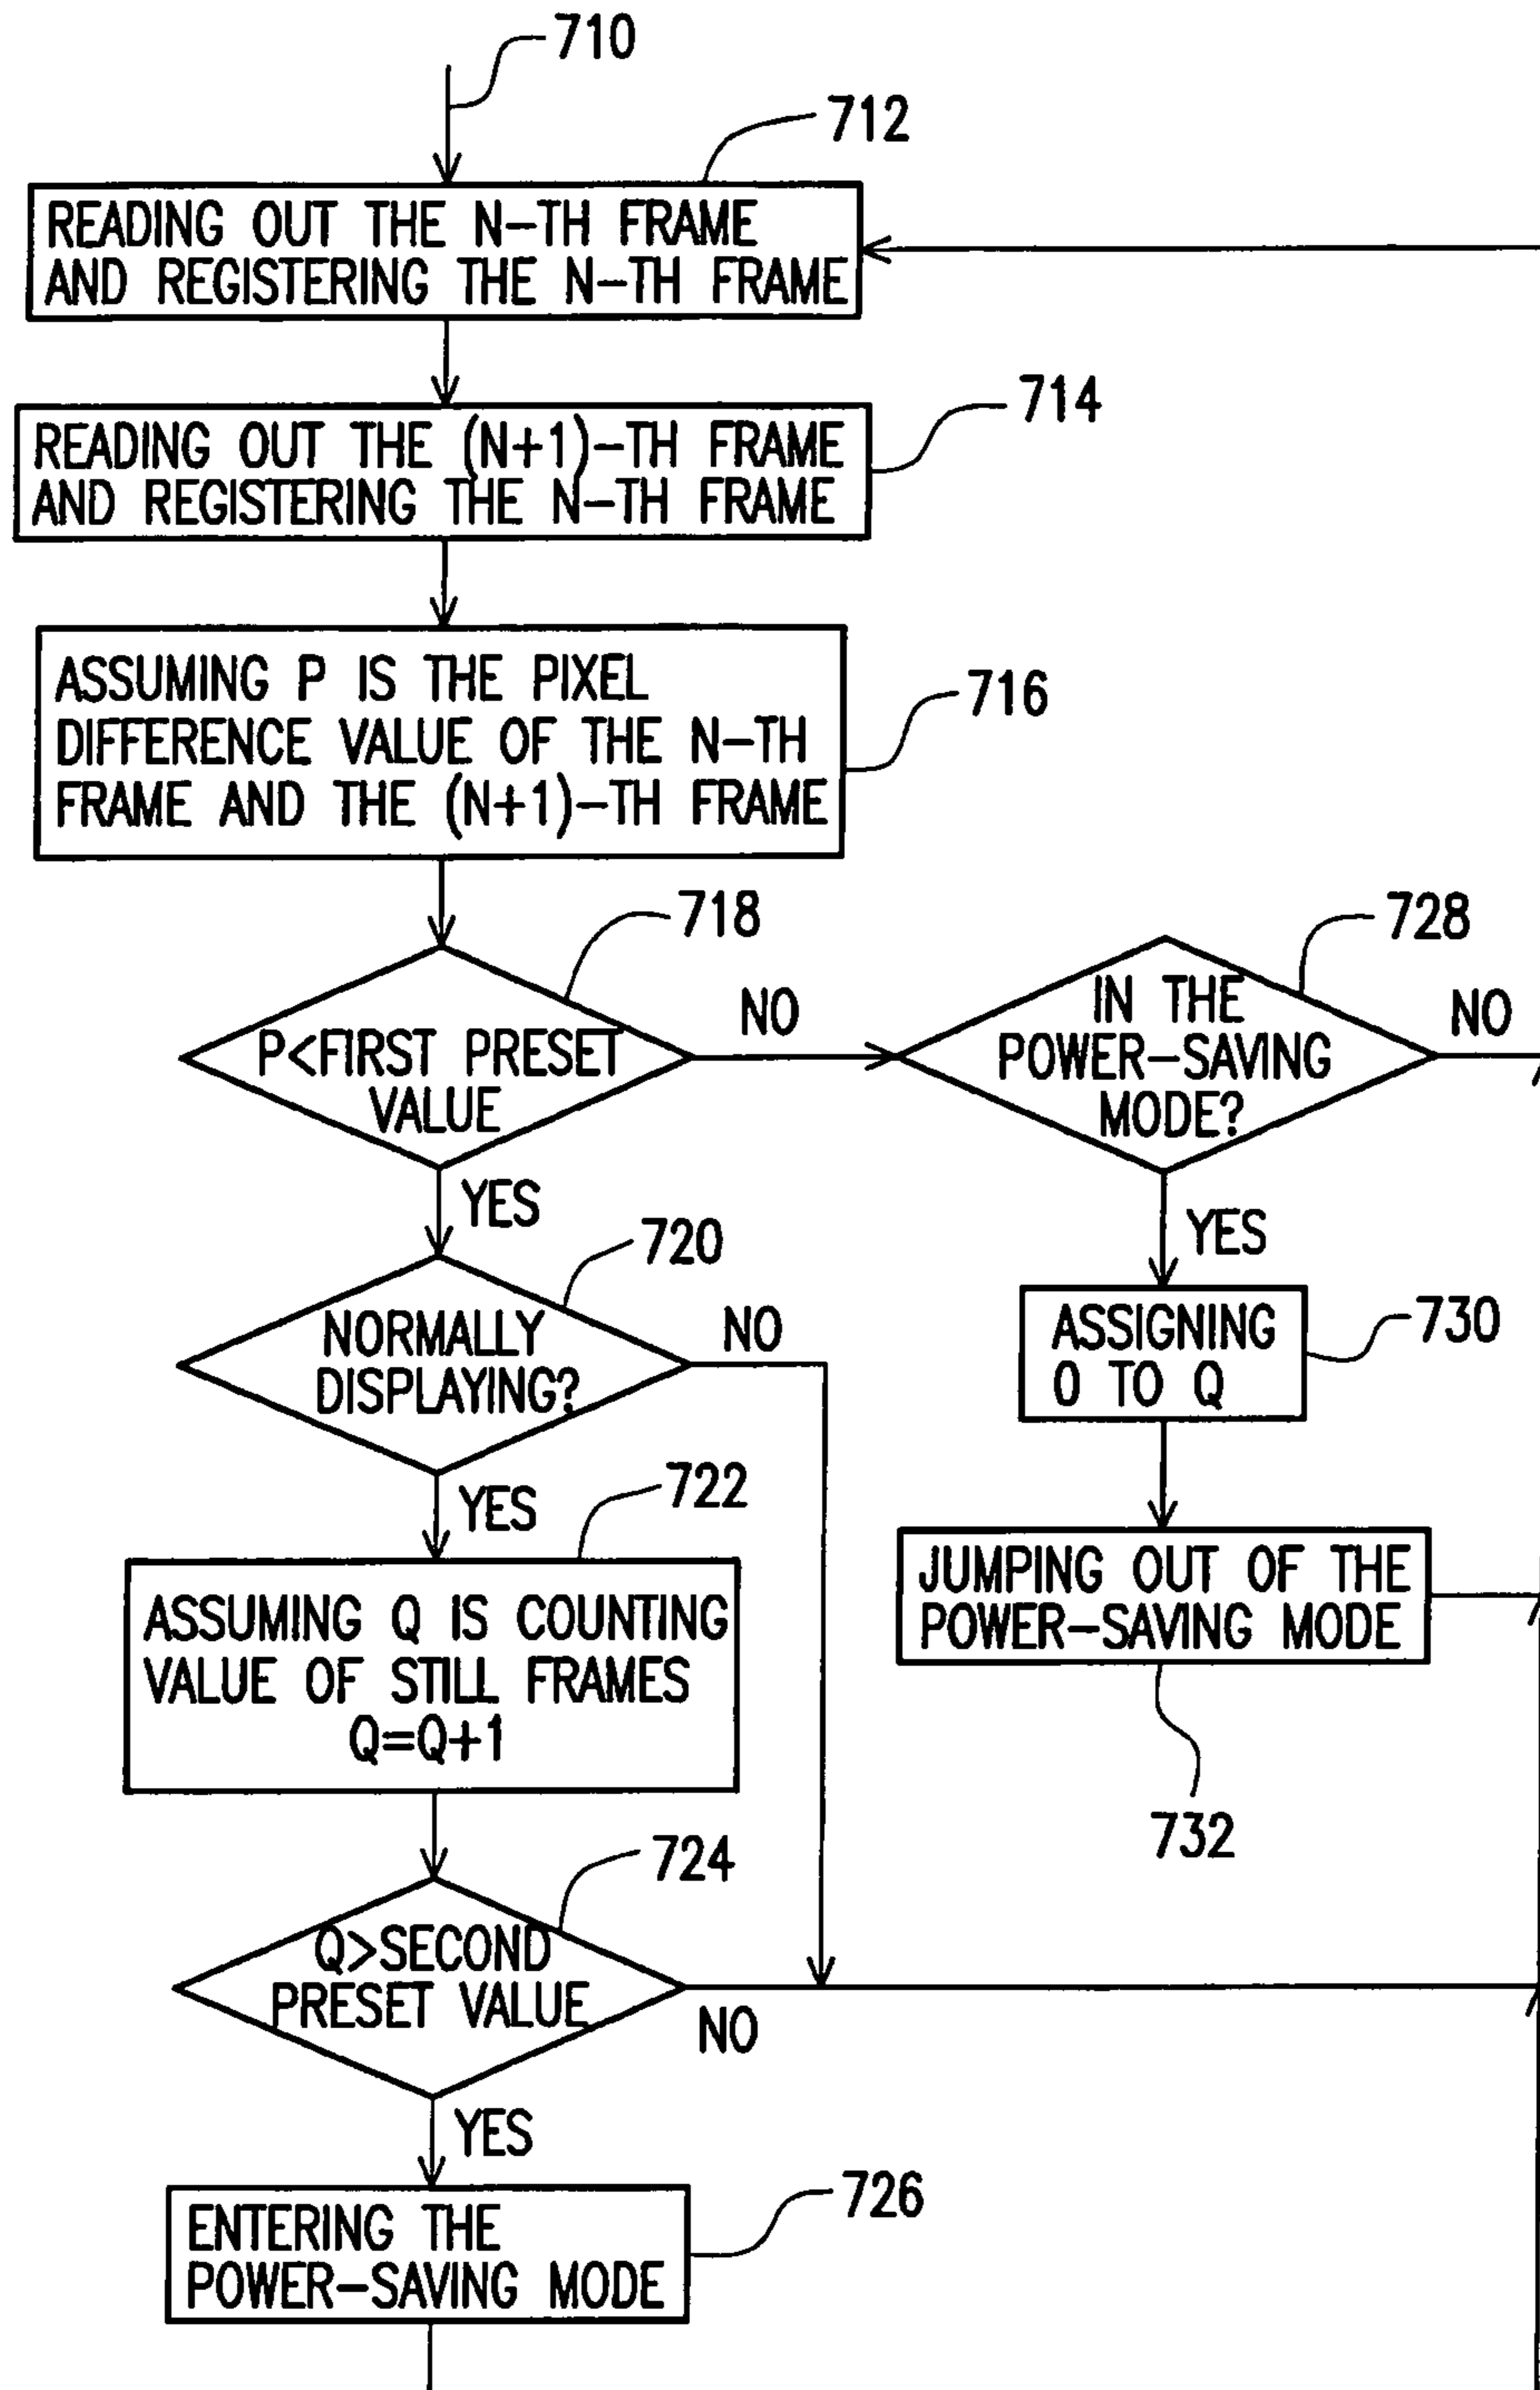 710
712
READING OUT THE N-TH FRAME
AND REGISTERING THE N-TH FRAME
714
READING OUT THE (N+1)-TH FRAME
AND REGISTERING THE N-TH FRAME
716
ASSUMING P IS THE PIXEL
DIFFERENCE VALUE OF THE N-TH
FRAME AND THE (N+1)-TH FRAME
718
P<FIRST PRESET
VALUE
NO
728
IN THE
POWER-SAVING
MODE?
NO
YES
720
NORMALLY
DISPLAYING?
NO
YES
730
ASSIGNING
0 TO Q
YES
722
ASSUMING Q IS COUNTING
VALUE OF STILL FRAMES
Q=Q+1
JUMPING OUT OF THE
POWER-SAVING MODE
732
724
Q>SECOND
PRESET VALUE
NO
YES
726
ENTERING THE
POWER-SAVING MODE